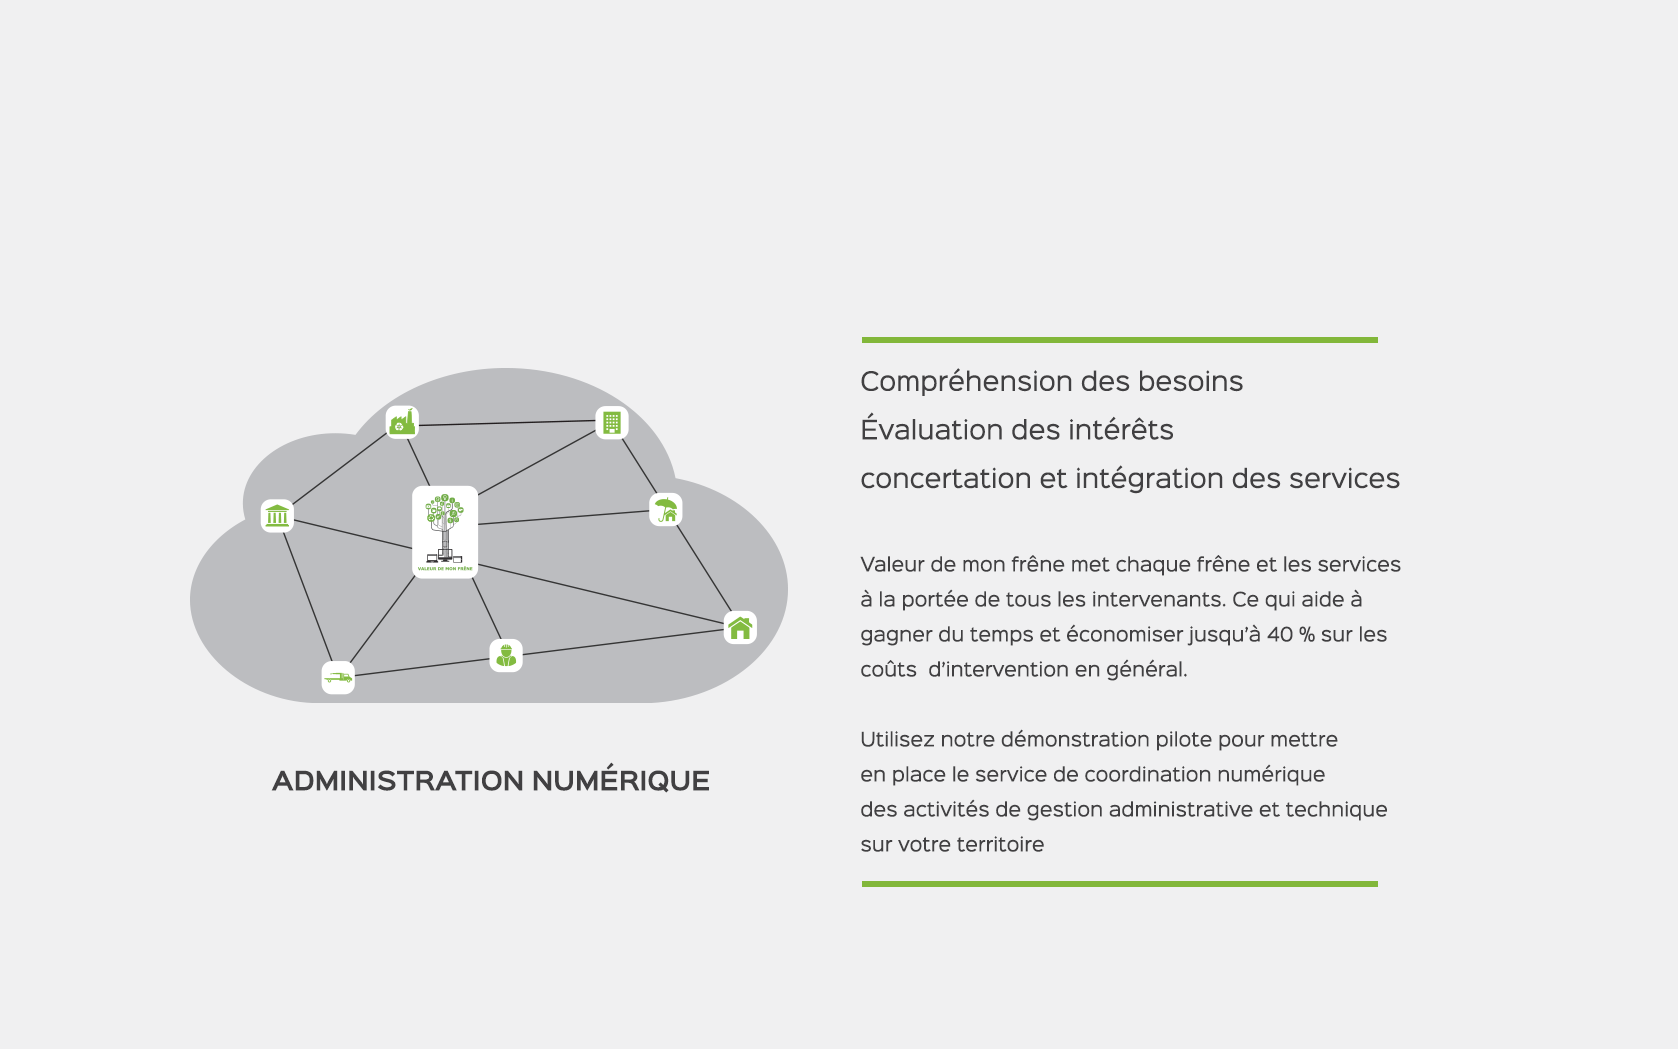 VALEUR DE MON FRÊNE
ADMINISTRATION NUMÉRIQUE
Compréhension des besoins
Évaluation des intérêts
concertation et intégration des services
Valeur de mon frêne met chaque frêne et les services
à la portée de tous les intervenants. Ce qui aide à
gagner du temps et économiser jusqu'à 40 % sur les
coûts  d'intervention en général.
Utilisez notre démonstration pilote pour mettre
en place le service de coordination numérique
des activités de gestion administrative et technique
sur votre territoire